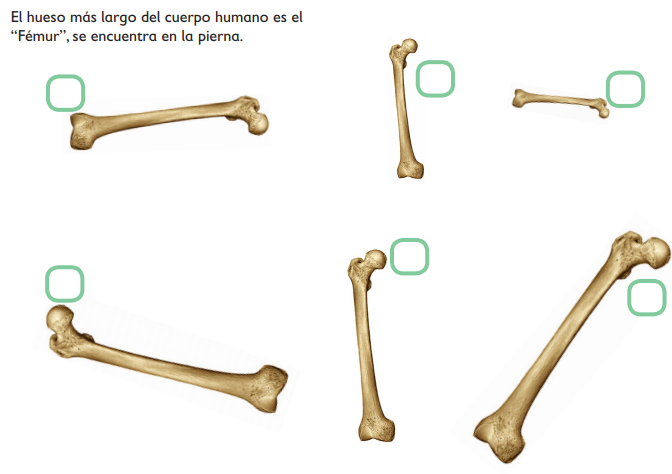 El hueso más largo del cuerpo humano es el
“Fémur”, se encuentra en la pierna.